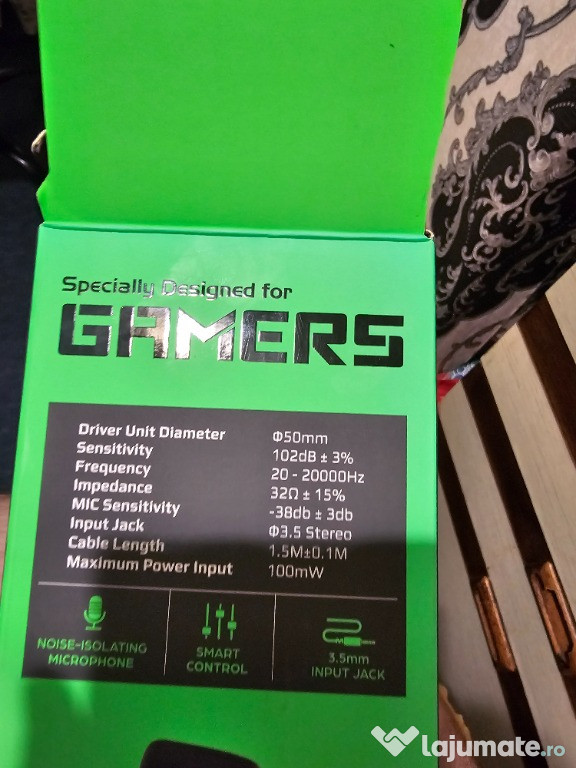 Specially Designed for
GAMERS
Driver Unit Diameter Φ50mm
Sensitivity 102dB ± 3%
Frequency 20 - 20000Hz
Impedance 32Ω ± 15%
MIC Sensitivity -38db ± 3db
Input Jack Φ3.5 Stereo
Cable Length 1.5M±0.1M
Maximum Power Input 100mW
NOISE-ISOLATING
MICROPHONE
SMART
CONTROL
3.5mm
INPUT JACK
lajumate.ro